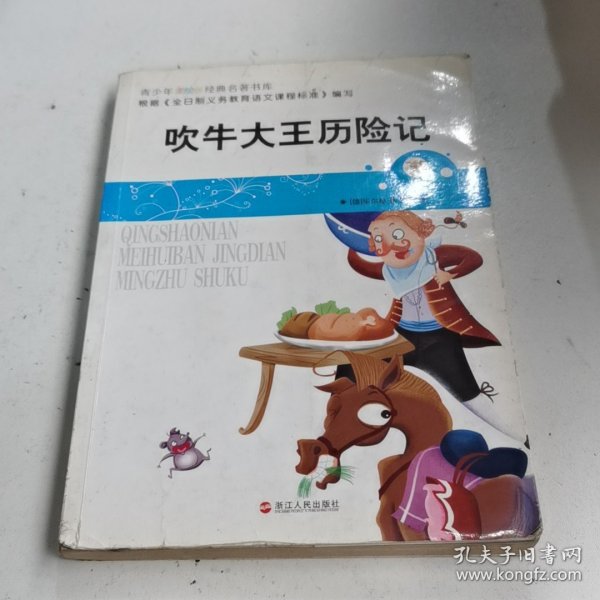 青少年美绘版经典名著书库
根据《全日制义务教育语文课程标准》编写
吹牛大王历险记
QINGSHAONIAN
MEIHUIBAN JINGDIAN
MINGZHU SHUKU
浙江人民出版社
孔夫子旧书网
www.kongfz.com